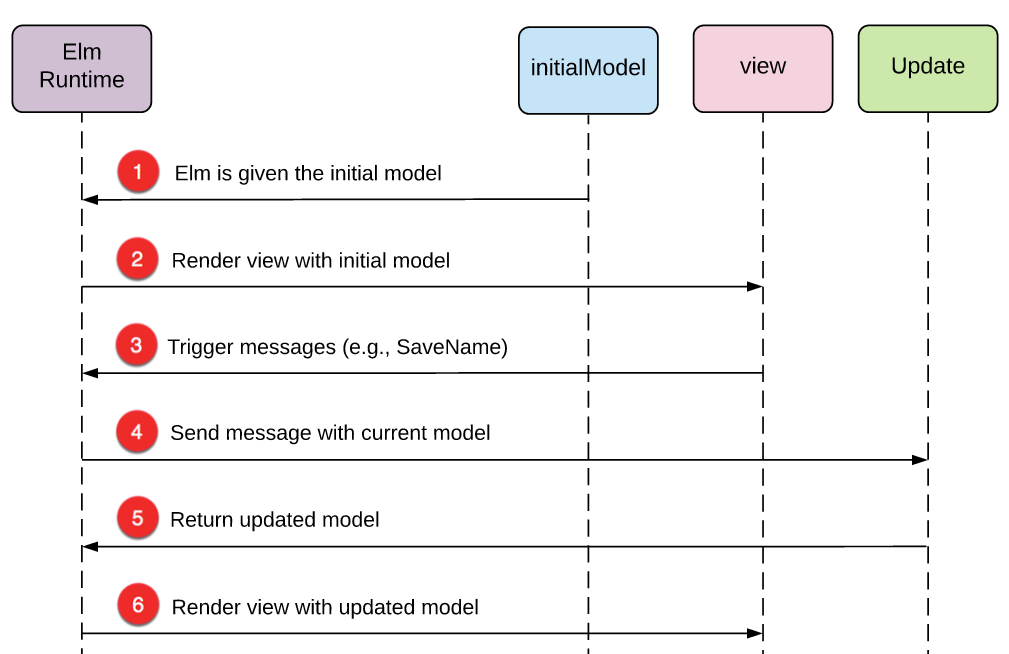 Elm
Runtime
initialModel
view
Update
1 Elm is given the initial model
2 Render view with initial model
3 Trigger messages (e.g., SaveName)
4 Send message with current model
5 Return updated model
6 Render view with updated model